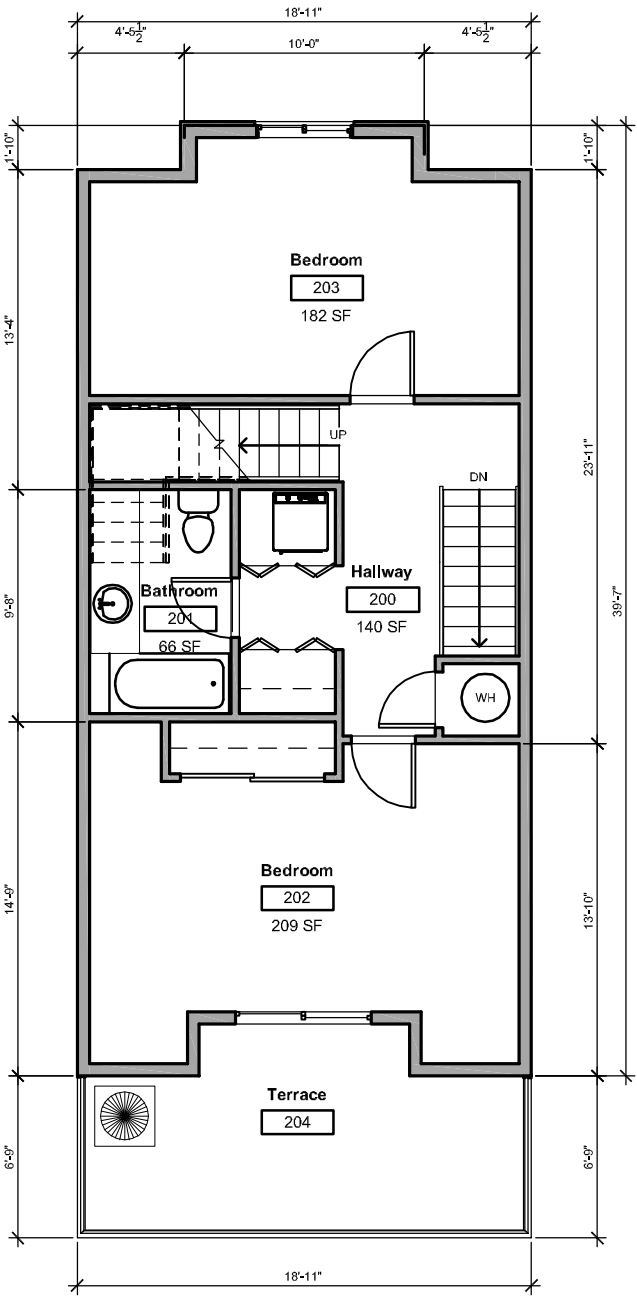 18'-11"
4'-5 1/2"
10'-0"
4'-5 1/2"
1'-10"
1'-10"
Bedroom
203
182 SF
13'-4"
UP
23'-11"
DN
Hallway
200
140 SF
Bathroom
201
66 SF
9'-8"
39'-7"
WH
Bedroom
202
209 SF
14'-9"
13'-10"
Terrace
204
6'-9"
6'-9"
18'-11"